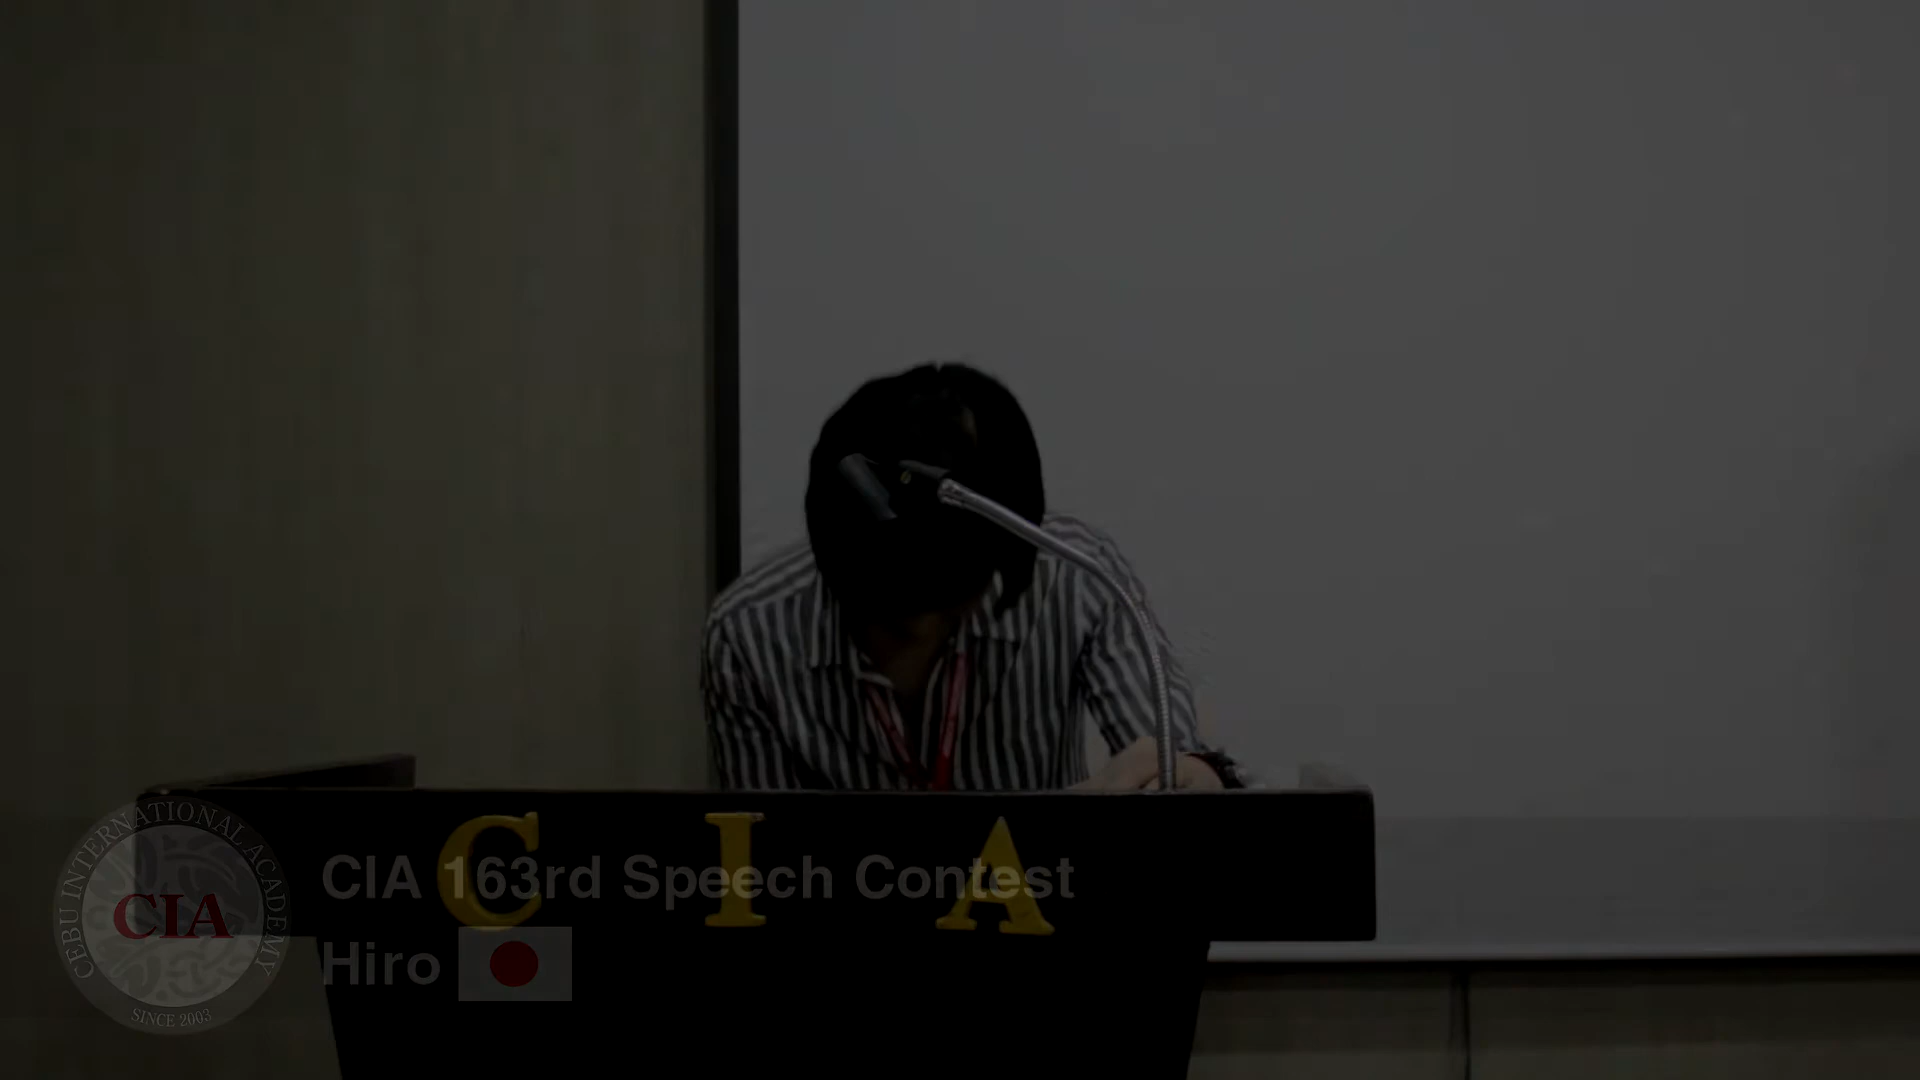 C I A
CEBU INTERNATIONAL ACADEMY
CIA
SINCE 2003
CIA 163rd Speech Contest
Hiro